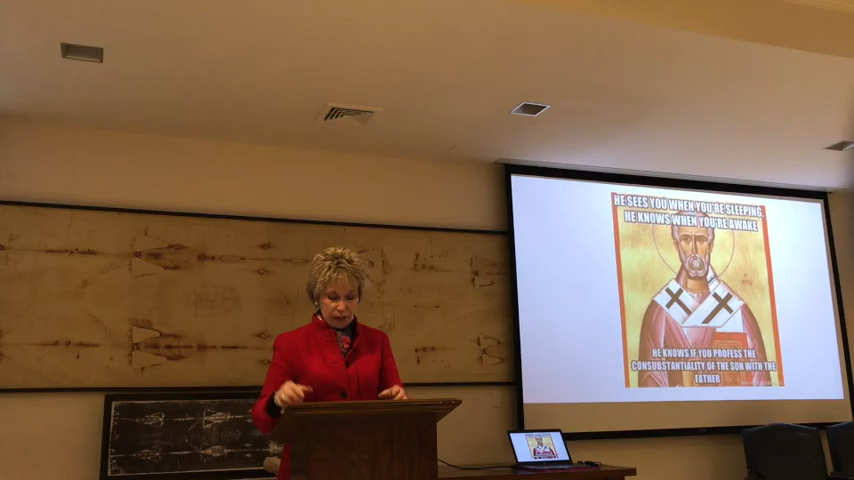 HE SEES YOU WHEN YOU'RE SLEEPING,
HE KNOWS WHEN YOU'RE AWAKE
HE KNOWS IF YOU PROFESS THE
CONSUBSTANTIALITY OF THE SON WITH THE
FATHER